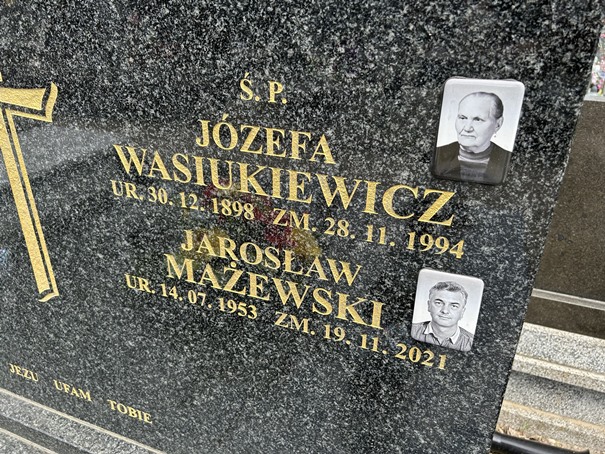 Ś. P.
JÓZEFA
WASIUKIEWICZ
UR. 30. 12. 1898 ZM. 28. 11. 1994
JAROSŁAW
MAŻEWSKI
UR. 14. 07. 1953 ZM. 19. 11. 2021
JEZU UFAM TOBIE